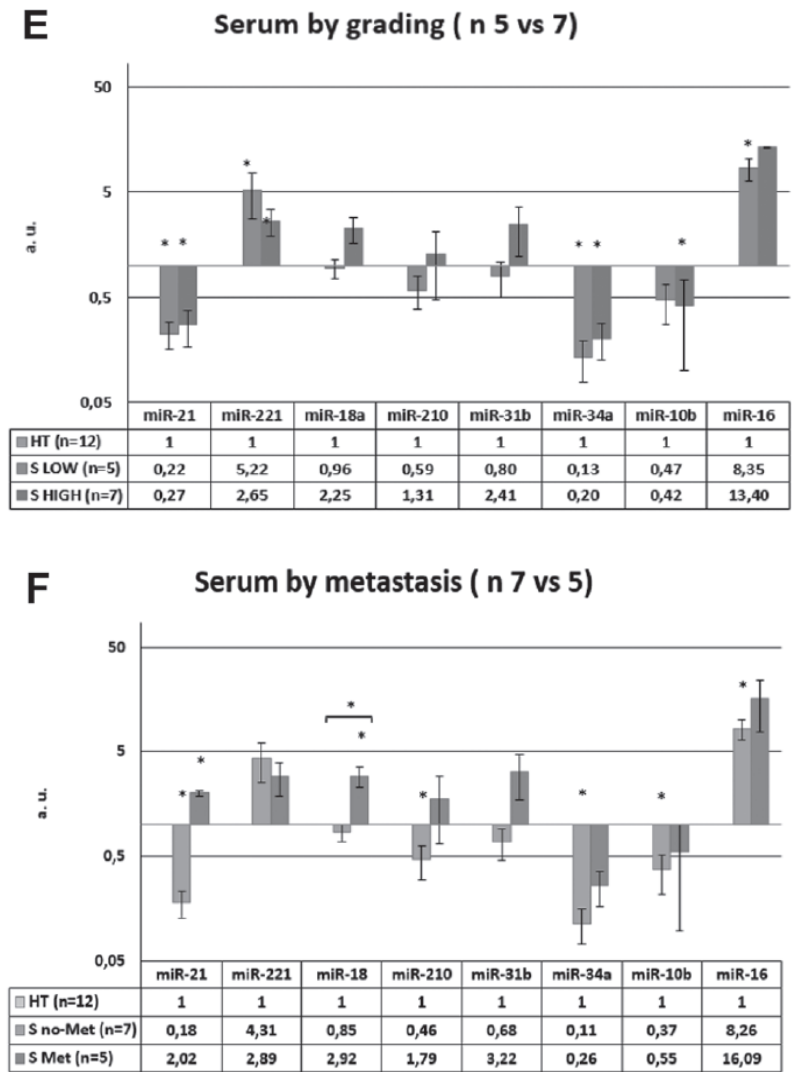 E
Serum by grading ( n 5 vs 7)
50
5
a. u.
0,5
0,05
* * * * * * * * *
miR-21 miR-221 miR-18a miR-210 miR-31b miR-34a miR-10b miR-16
HT (n=12) 1 1 1 1 1 1 1 1
S LOW (n=5) 0,22 5,22 0,96 0,59 0,80 0,13 0,47 8,35
S HIGH (n=7) 0,27 2,65 2,25 1,31 2,41 0,20 0,42 13,40
F
Serum by metastasis ( n 7 vs 5)
50
5
a. u.
0,5
0,05
* * * * * * * *
miR-21 miR-221 miR-18 miR-210 miR-31b miR-34a miR-10b miR-16
HT (n=12) 1 1 1 1 1 1 1 1
S no-Met (n=7) 0,18 4,31 0,85 0,46 0,68 0,11 0,37 8,26
S Met (n=5) 2,02 2,89 2,92 1,79 3,22 0,26 0,55 16,09